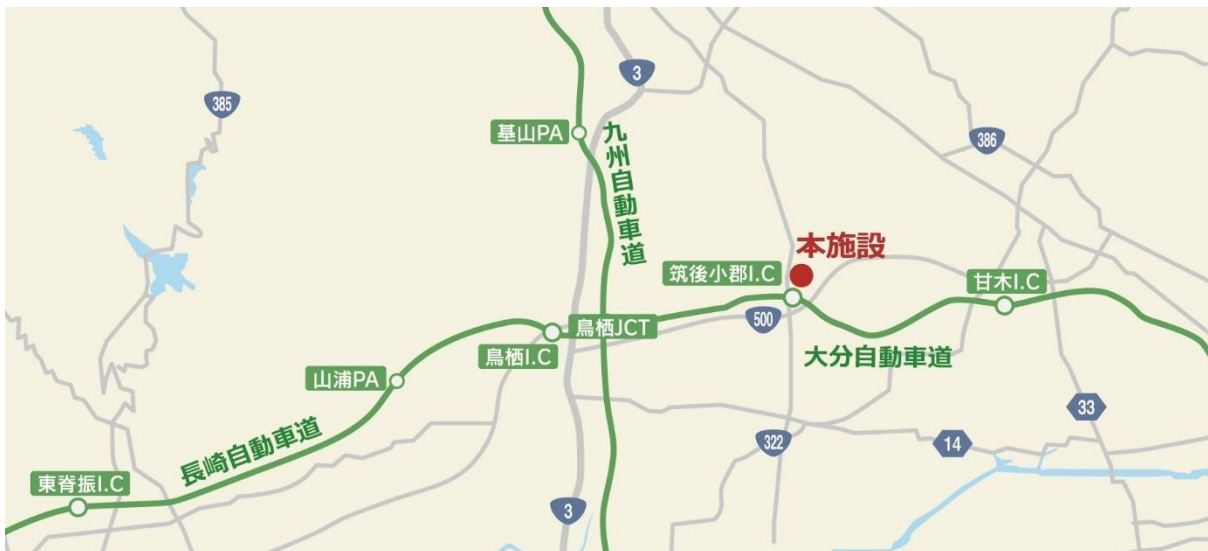 3
385
基山PA
九州自動車道
386
本施設
筑後小郡I.C
甘木I.C
鳥栖JCT
500
鳥栖I.C
大分自動車道
山浦PA
33
322
14
長崎自動車道
東脊振I.C
3